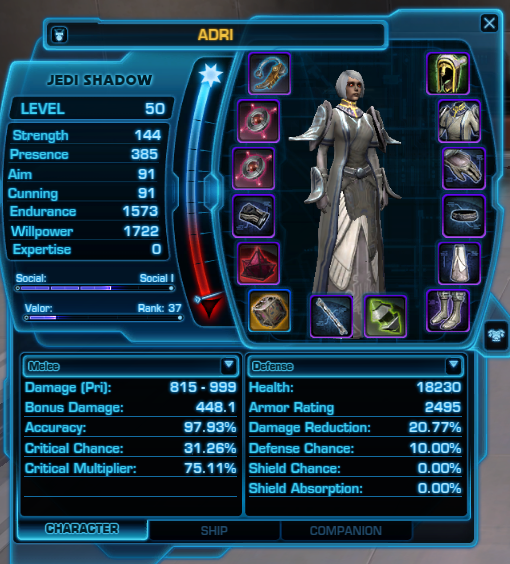 ADRI
JEDI SHADOW
LEVEL 50
Strength 144
Presence 385
Aim 91
Cunning 91
Endurance 1573
Willpower 1722
Expertise 0
Social: Social I
Valor: Rank: 37
Melee
Damage (Pri): 815 - 999
Bonus Damage: 448.1
Accuracy: 97.93%
Critical Chance: 31.26%
Critical Multiplier: 75.11%
Defense
Health: 18230
Armor Rating 2495
Damage Reduction: 20.77%
Defense Chance: 10.00%
Shield Chance: 0.00%
Shield Absorption: 0.00%
CHARACTER
SHIP
COMPANION